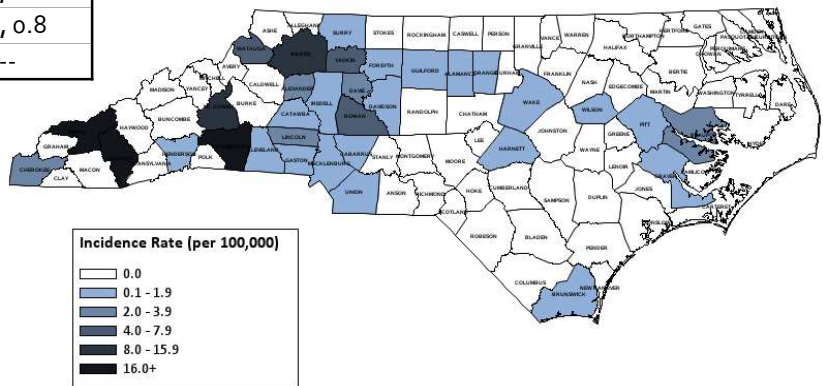 , 0.8
--
ASHE
ALLEGHANY
SURRY
STOKES
ROCKINGHAM
CASWELL
PERSON
GRANVILLE
VANCE
WARREN
NORTHAMPTON
HERTFORD
GATES
HALIFAX
WATAUGA
WILKES
YADKIN
FORSYTH
GUILFORD
ALAMANCE
ORANGE
DURHAM
FRANKLIN
NASH
EDGECOMBE
BERTIE
MARTIN
WASHINGTON
TYRRELL
DARE
AVERY
MITCHELL
YANCEY
MADISON
CALDWELL
ALEXANDER
IREDELL
DAVIE
DAVIDSON
RANDOLPH
CHATHAM
WAKE
WILSON
PITT
BURKE
BUNCOMBE
HAYWOOD
CATAWBA
ROWAN
LINCOLN
GASTON
CLEVELAND
MECKLENBURG
CABARRUS
STANLY
MONTGOMERY
MOORE
LEE
HARNETT
JOHNSTON
WAYNE
GREENE
LENOIR
CRAVEN
PAMLICO
CARTERET
JONES
GRAHAM
CHEROKEE
CLAY
MACON
TRANSYLVANIA
HENDERSON
POLK
UNION
ANSON
RICHMOND
HOKE
CUMBERLAND
SAMPSON
DUPLIN
ONSLOW
SCOTLAND
ROBESON
BLADEN
PENDER
COLUMBUS
BRUNSWICK
NEW HANOVER
Incidence Rate (per 100,000)
0.0
0.1 - 1.9
2.0 - 3.9
4.0 - 7.9
8.0 - 15.9
16.0+